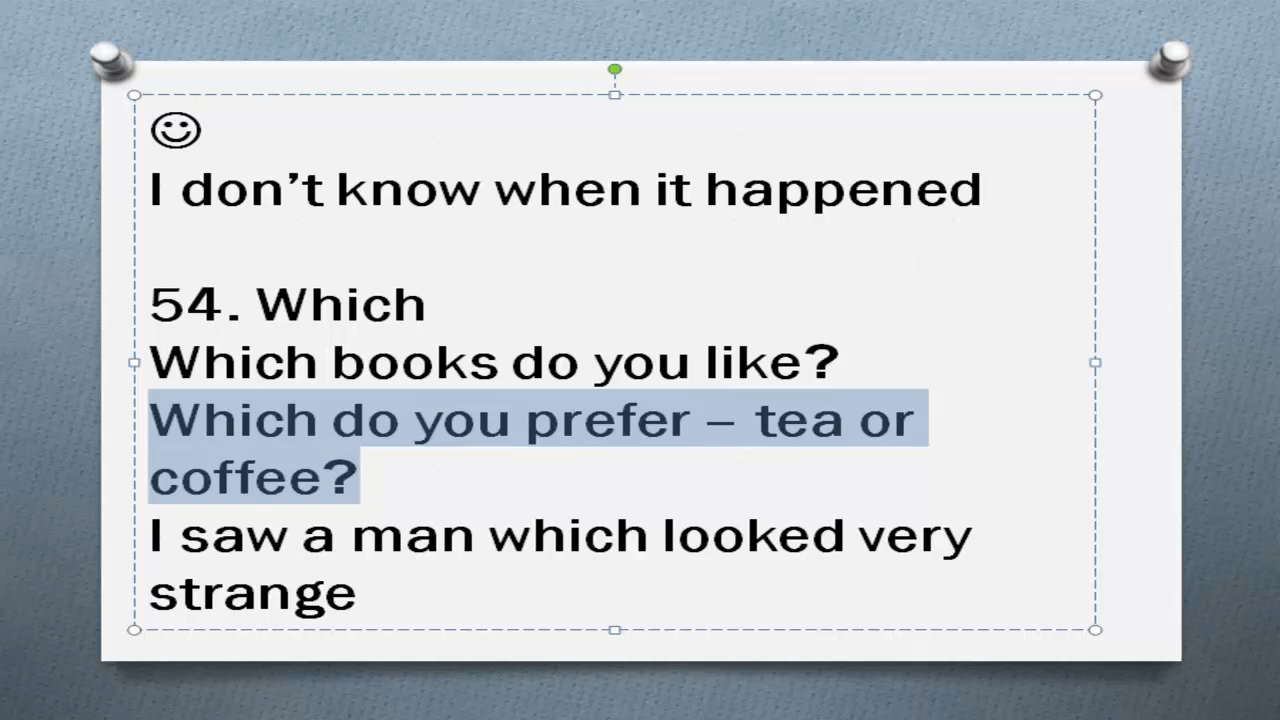 ☺
I don’t know when it happened
54. Which
Which books do you like?
Which do you prefer – tea or
coffee?
I saw a man which looked very
strange